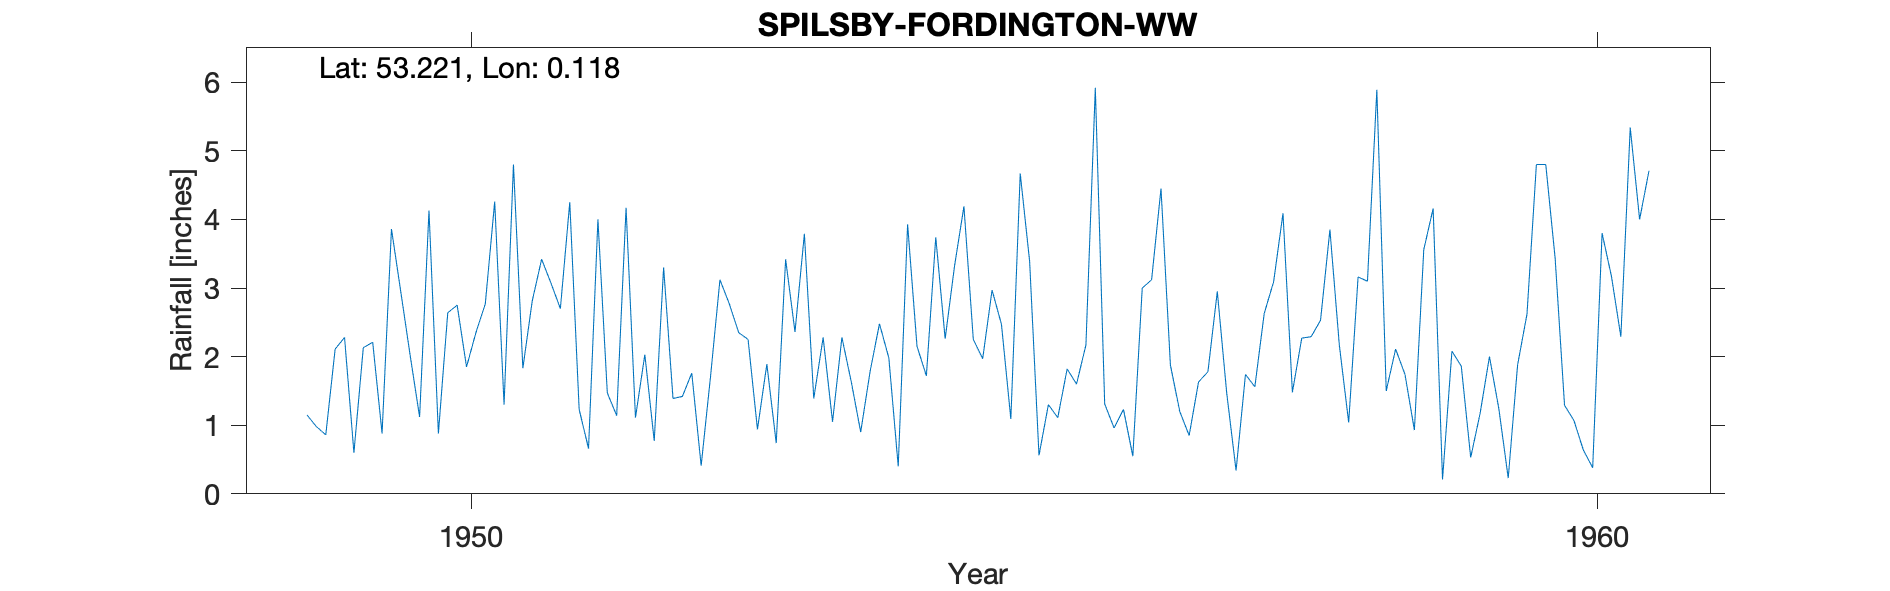 SPILSBY-FORDINGTON-WW
Lat: 53.221, Lon: 0.118
6
5
4
3
2
1
0
Rainfall [inches]
1950
1960
Year